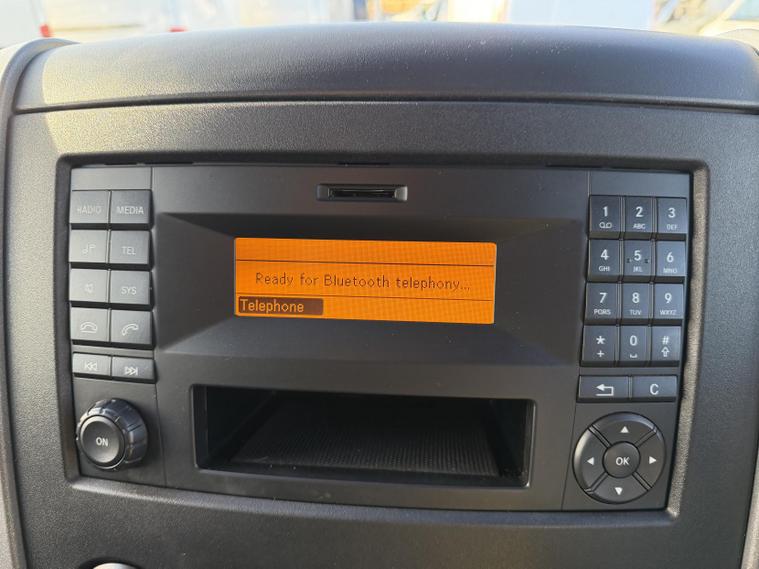 RADIO MEDIA
TEL
SYS
ON
Ready for Bluetooth telephony...
Telephone
1 2 ABC 3 DEF
4 GHI 5 JKL 6 MNO
7 PQRS 8 TUV 9 WXYZ
* + 0 #
C
OK